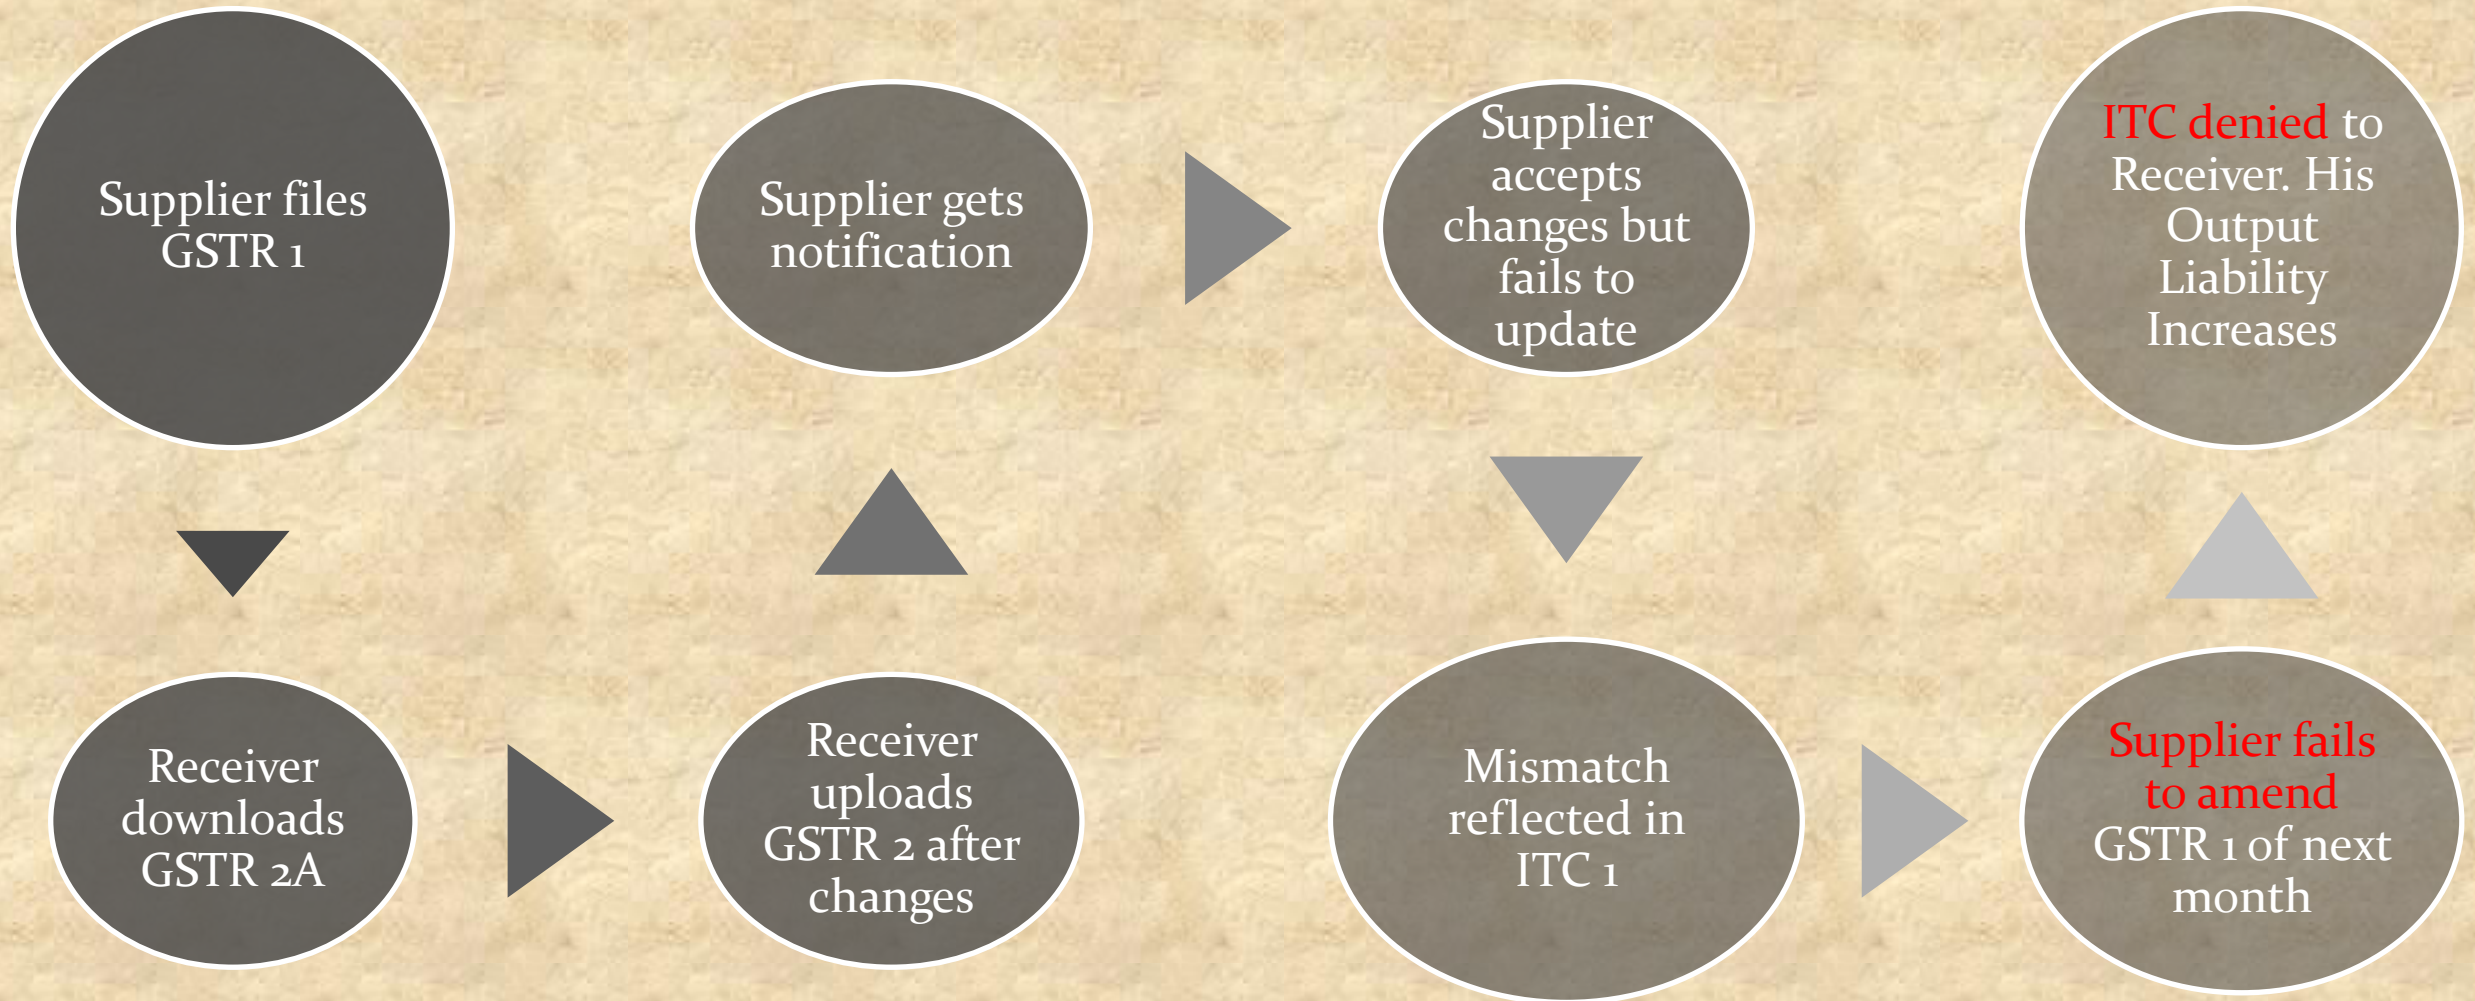 Supplier files
GSTR 1
Receiver
downloads
GSTR 2A
Receiver
uploads
GSTR 2 after
changes
Supplier gets
notification
Supplier
accepts
changes but
fails to
update
Mismatch
reflected in
ITC 1
Supplier fails
to amend
GSTR 1 of next
month
ITC denied to
Receiver. His
Output
Liability
Increases